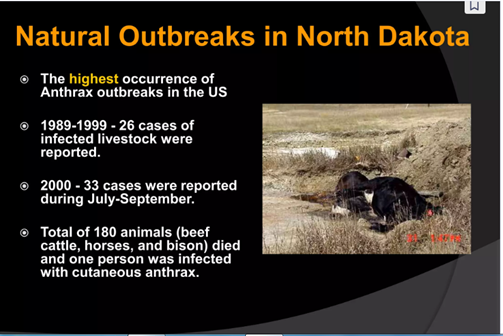 Natural Outbreaks in North Dakota
The highest occurrence of
Anthrax outbreaks in the US
1989-1999 - 26 cases of
infected livestock were
reported.
2000 - 33 cases were reported
during July-September.
Total of 180 animals (beef
cattle, horses, and bison) died
and one person was infected
with cutaneous anthrax.